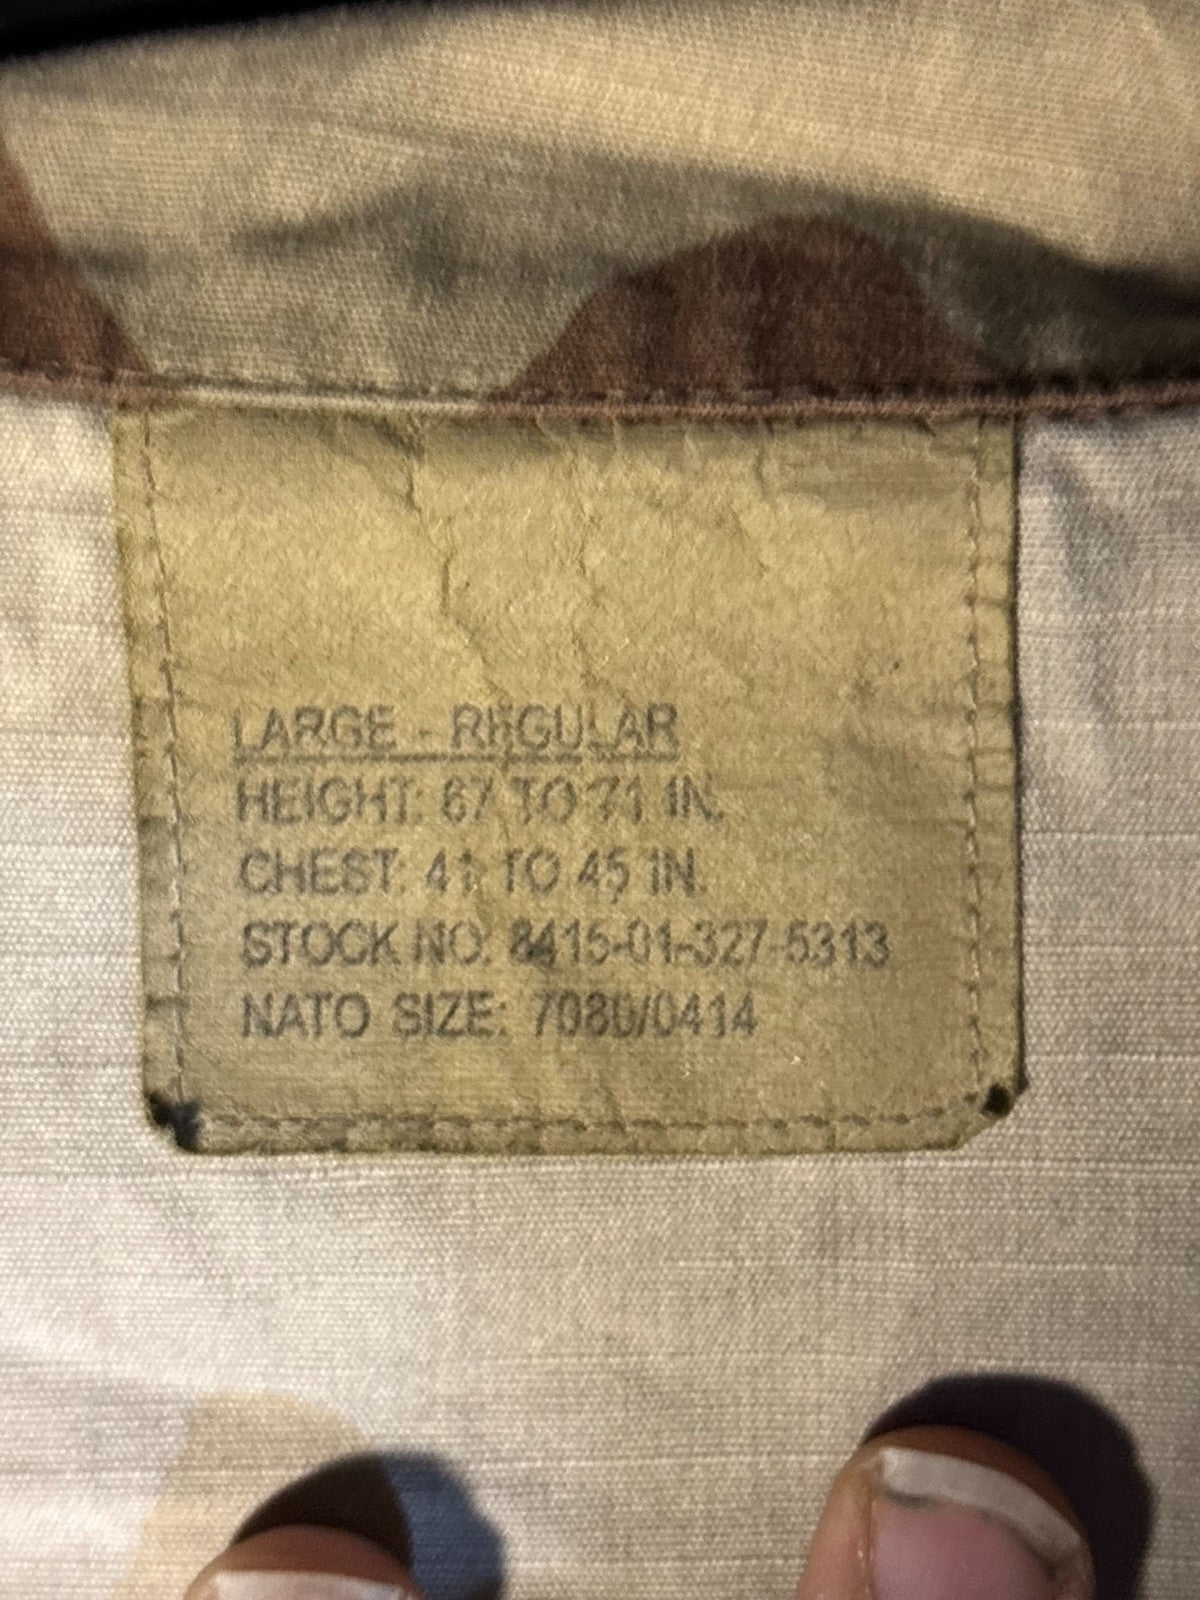 LARGE - REGULAR
HEIGHT: 67 TO 71 IN.
CHEST: 41 TO 45 IN.
STOCK NO. 8415-01-327-5313
NATO SIZE: 7080/0414